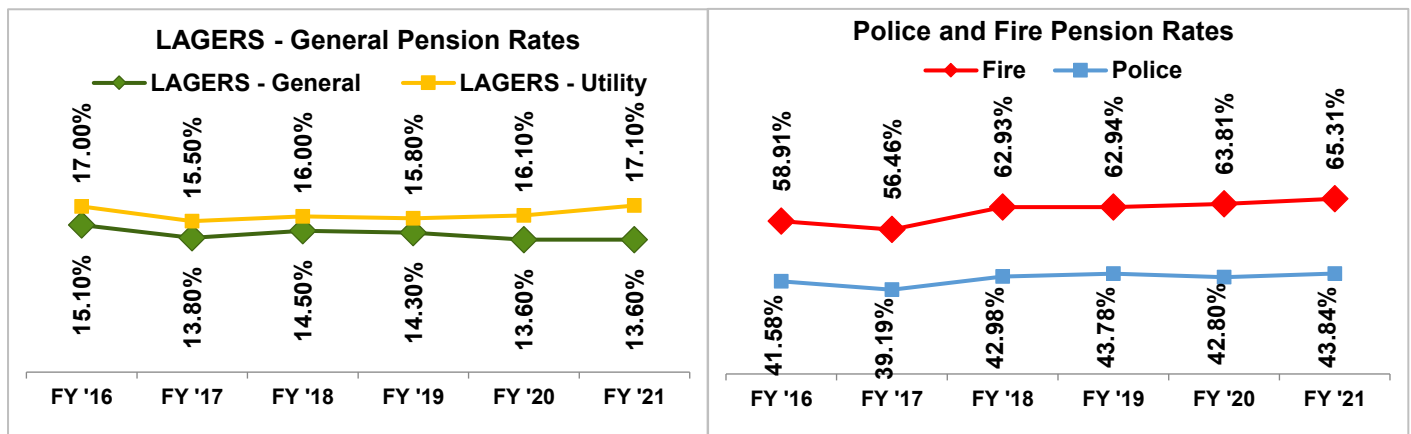 LAGERS - General Pension Rates
LAGERS - General LAGERS - Utility
17.00% 15.50% 16.00% 15.80% 16.10% 17.10%
15.10% 13.80% 14.50% 14.30% 13.60% 13.60%
FY '16 FY '17 FY '18 FY '19 FY '20 FY '21
Police and Fire Pension Rates
Fire Police
58.91% 56.46% 62.93% 62.94% 63.81% 65.31%
41.58% 39.19% 42.98% 43.78% 42.80% 43.84%
FY '16 FY '17 FY '18 FY '19 FY '20 FY '21